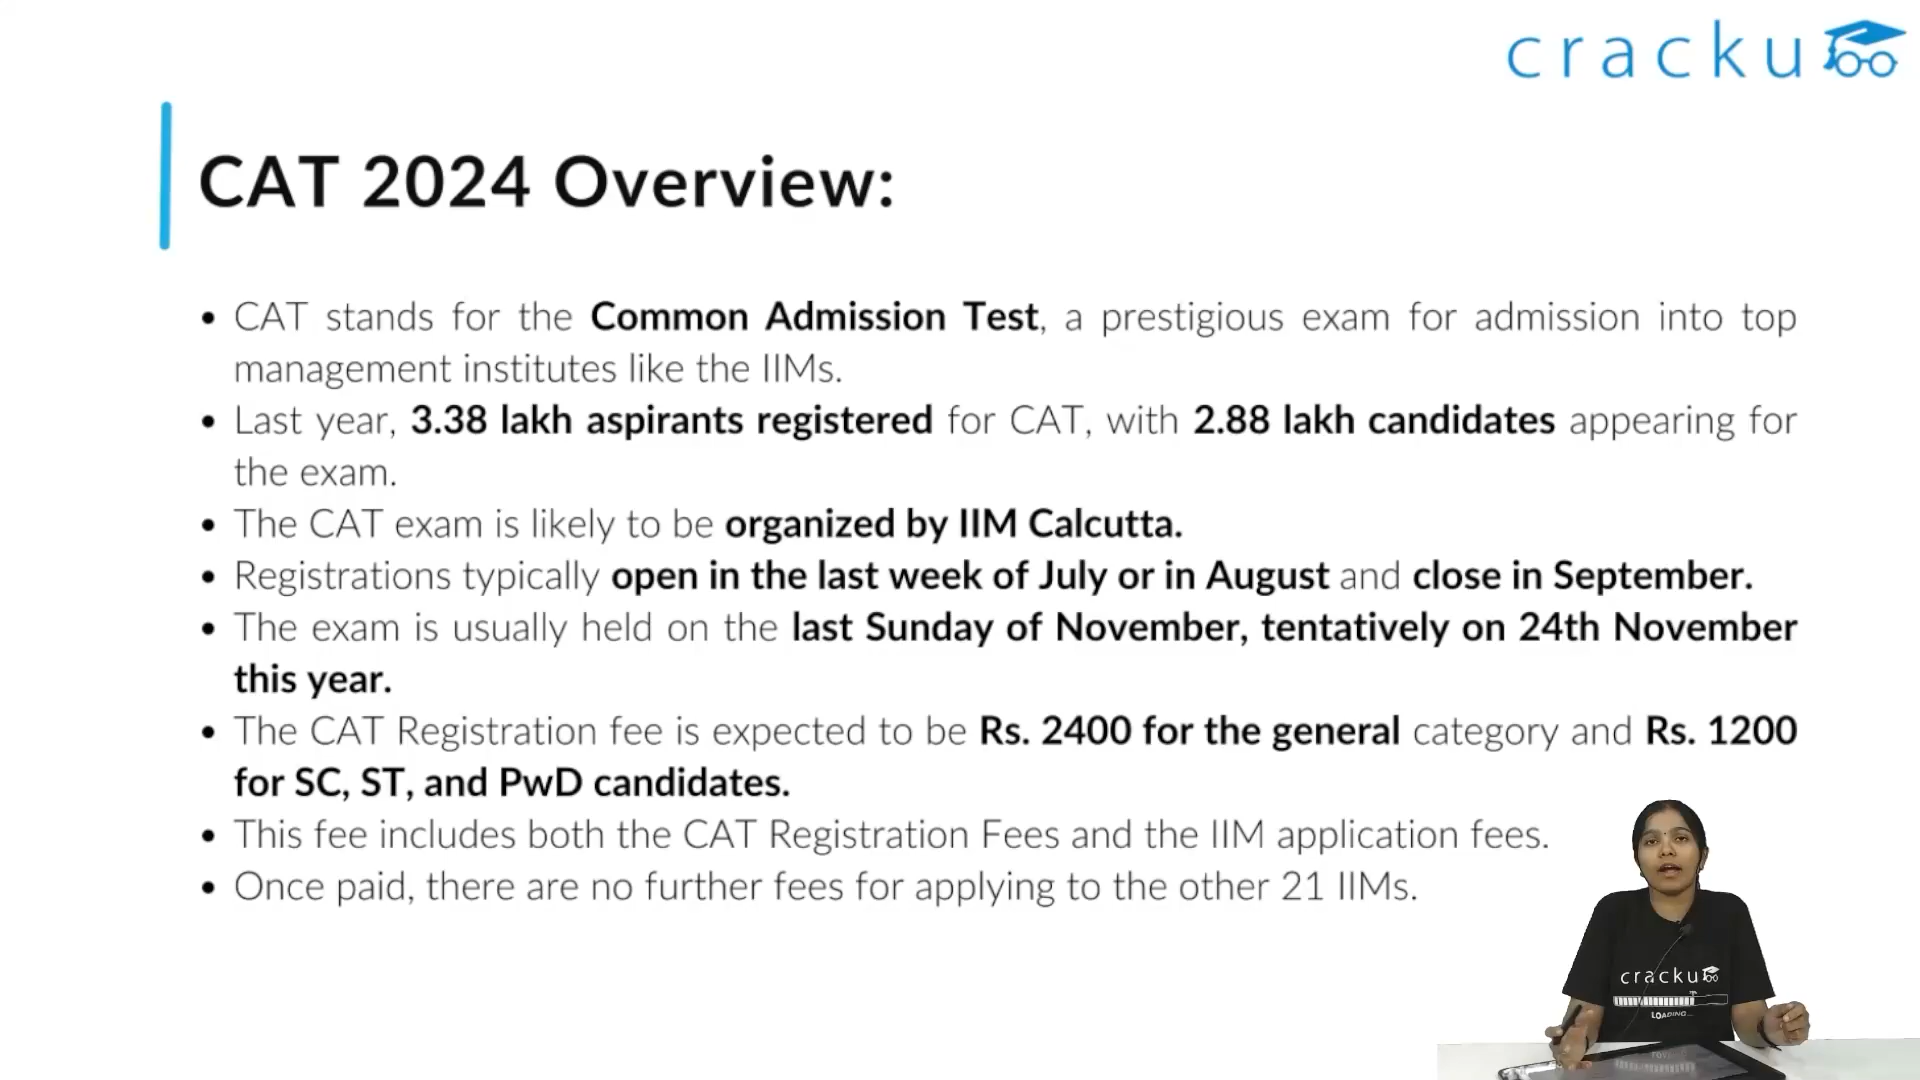 cracku
CAT 2024 Overview:
• CAT stands for the Common Admission Test, a prestigious exam for admission into top
management institutes like the IIMs.
• Last year, 3.38 lakh aspirants registered for CAT, with 2.88 lakh candidates appearing for
the exam.
• The CAT exam is likely to be organized by IIM Calcutta.
• Registrations typically open in the last week of July or in August and close in September.
• The exam is usually held on the last Sunday of November, tentatively on 24th November
this year.
• The CAT Registration fee is expected to be Rs. 2400 for the general category and Rs. 1200
for SC, ST, and PwD candidates.
• This fee includes both the CAT Registration Fees and the IIM application fees.
• Once paid, there are no further fees for applying to the other 21 IIMs.
cracku
LOADING...